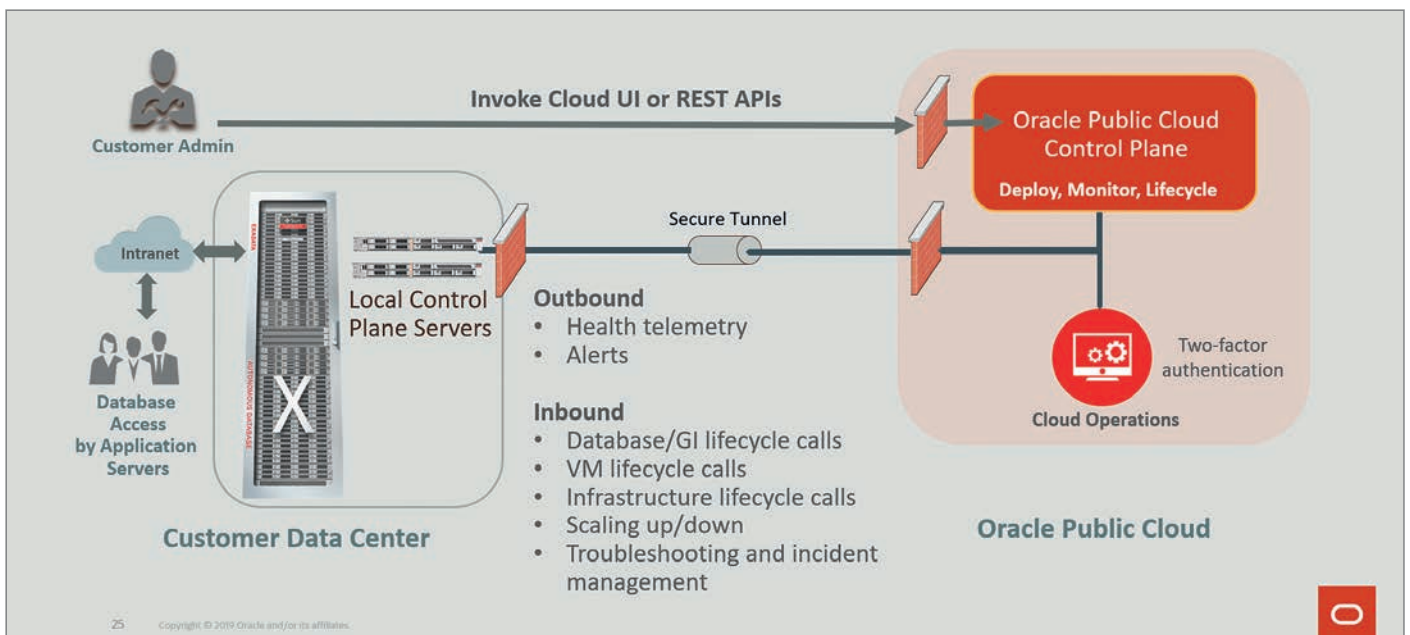 Invoke Cloud UI or REST APIs
Customer Admin
Oracle Public Cloud
Control Plane
Deploy, Monitor, Lifecycle
Secure Tunnel
Intranet
EXADATA
AUTONOMOUS DATABASE
X
Local Control
Plane Servers
Database
Access
by Application
Servers
Customer Data Center
Outbound
• Health telemetry
• Alerts
Inbound
• Database/GI lifecycle calls
• VM lifecycle calls
• Infrastructure lifecycle calls
• Scaling up/down
• Troubleshooting and incident
management
Two-factor
authentication
Cloud Operations
Oracle Public Cloud
25 Copyright © 2019 Oracle and/or its affiliates.